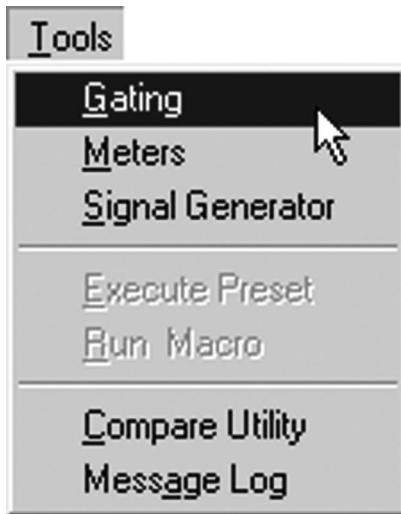 Tools
Gating
Meters
Signal Generator
Execute Preset
Run Macro
Compare Utility
Message Log